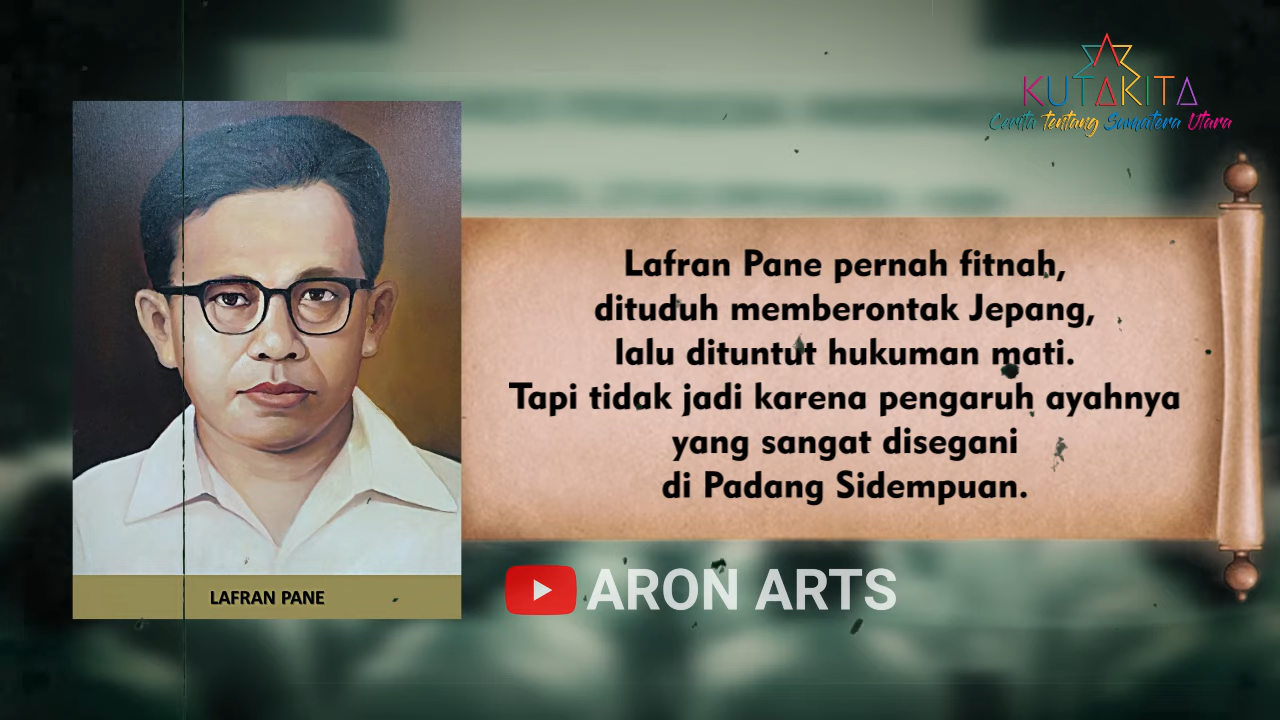 KUTAKITA
Cerita tentang Sumatera Utara
Lafran Pane pernah fitnah,
dituduh memberontak Jepang,
lalu dituntut hukuman mati.
Tapi tidak jadi karena pengaruh ayahnya
yang sangat disegani
di Padang Sidempuan.
LAFRAN PANE
ARON ARTS